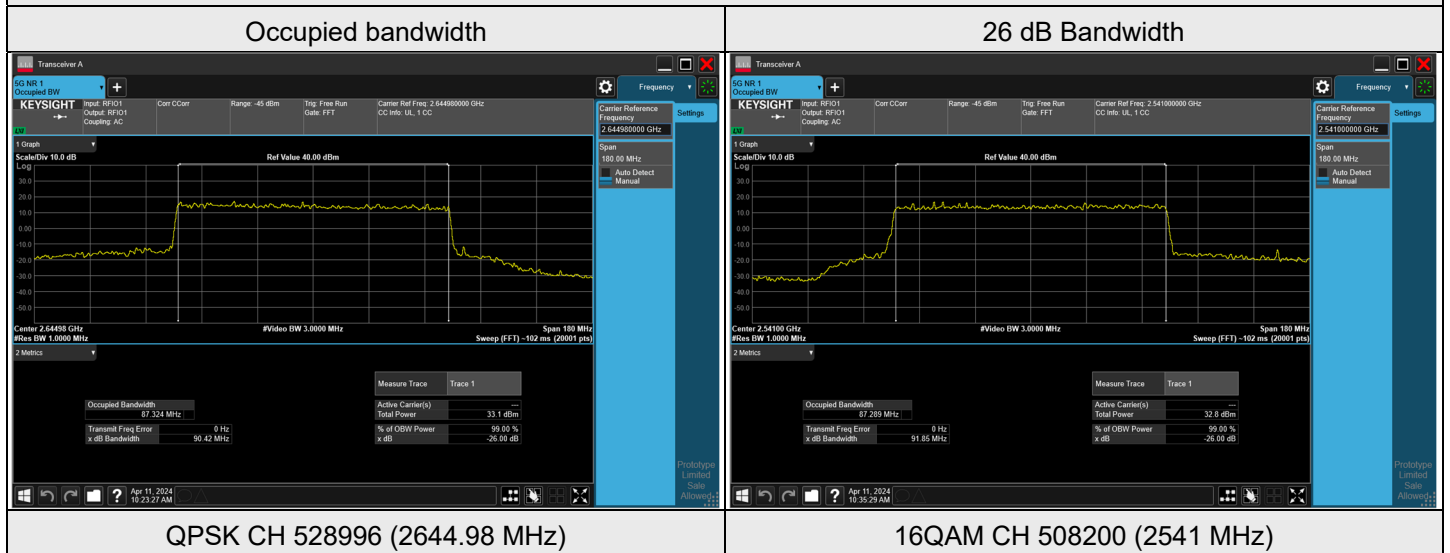 Occupied bandwidth
26 dB Bandwidth
Transceiver A
5G NR 1
Occupied BW
Frequency
KEYSIGHT
Input: RFIO1
Output: RFIO1
Coupling: AC
Corr CCorr
Range: -45 dBm
Trig: Free Run
Gate: FFT
Carrier Ref Freq: 2.644980000 GHz
CC Info: UL, 1 CC
LXI
Carrier Reference
Frequency
2.644980000 GHz
Settings
Span
180.00 MHz
Auto Detect
Manual
1 Graph
Scale/Div 10.0 dB
Ref Value 40.00 dBm
Log
30.0
20.0
10.0
0.00
-10.0
-20.0
-30.0
-40.0
-50.0
Center 2.64498 GHz
#Video BW 3.0000 MHz
Span 180 MHz
#Res BW 1.0000 MHz
Sweep (FFT) ~102 ms (20001 pts)
2 Metrics
Measure Trace
Trace 1
Occupied Bandwidth
87.324 MHz
Active Carrier(s)
---
Total Power
33.1 dBm
Transmit Freq Error
0 Hz
x dB Bandwidth
90.42 MHz
% of OBW Power
99.00 %
x dB
-26.00 dB
Prototype
Limited
Sale
Allowed
Apr 11, 2024
10:23:27 AM
Transceiver A
5G NR 1
Occupied BW
Frequency
KEYSIGHT
Input: RFIO1
Output: RFIO1
Coupling: AC
Corr CCorr
Range: -45 dBm
Trig: Free Run
Gate: FFT
Carrier Ref Freq: 2.541000000 GHz
CC Info: UL, 1 CC
LXI
Carrier Reference
Frequency
2.541000000 GHz
Settings
Span
180.00 MHz
Auto Detect
Manual
1 Graph
Scale/Div 10.0 dB
Ref Value 40.00 dBm
Log
30.0
20.0
10.0
0.00
-10.0
-20.0
-30.0
-40.0
-50.0
Center 2.54100 GHz
#Video BW 3.0000 MHz
Span 180 MHz
#Res BW 1.0000 MHz
Sweep (FFT) ~102 ms (20001 pts)
2 Metrics
Measure Trace
Trace 1
Occupied Bandwidth
87.289 MHz
Active Carrier(s)
---
Total Power
32.8 dBm
Transmit Freq Error
0 Hz
x dB Bandwidth
91.85 MHz
% of OBW Power
99.00 %
x dB
-26.00 dB
Prototype
Limited
Sale
Allowed
Apr 11, 2024
10:35:29 AM
QPSK CH 528996 (2644.98 MHz)
16QAM CH 508200 (2541 MHz)